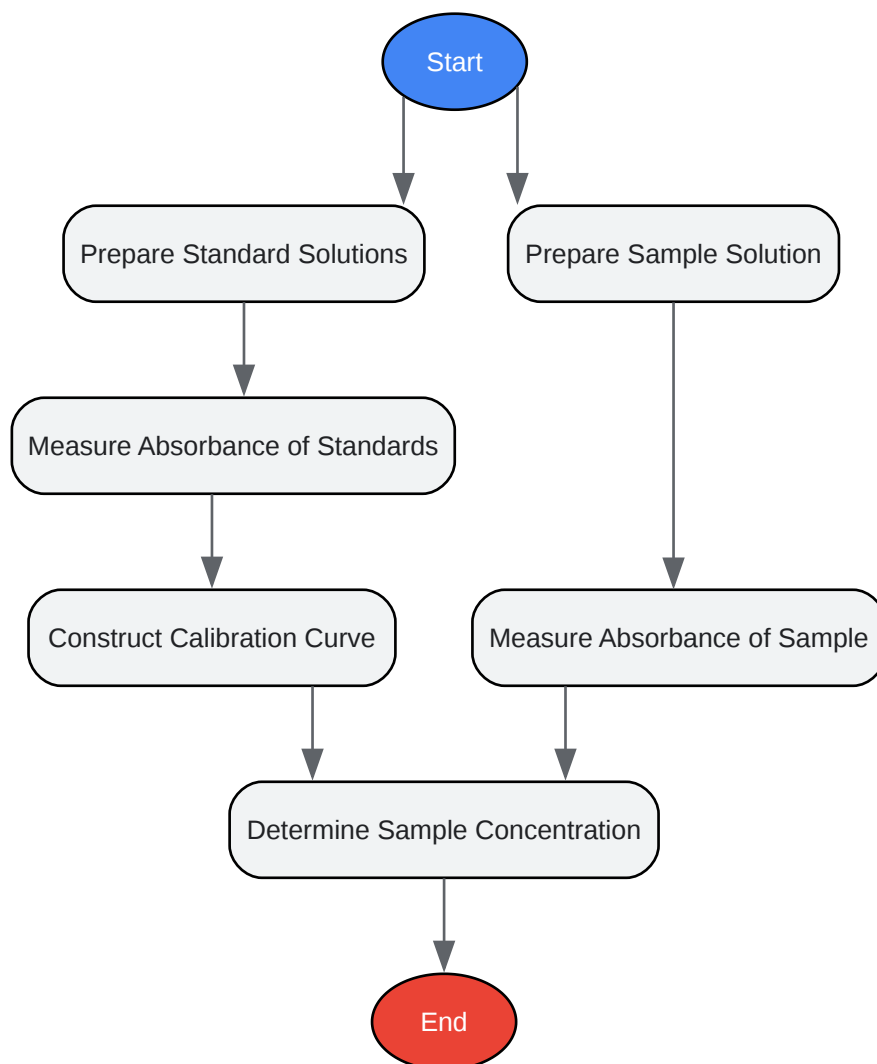 Start
Prepare Standard Solutions
Prepare Sample Solution
Measure Absorbance of Standards
Construct Calibration Curve
Measure Absorbance of Sample
Determine Sample Concentration
End